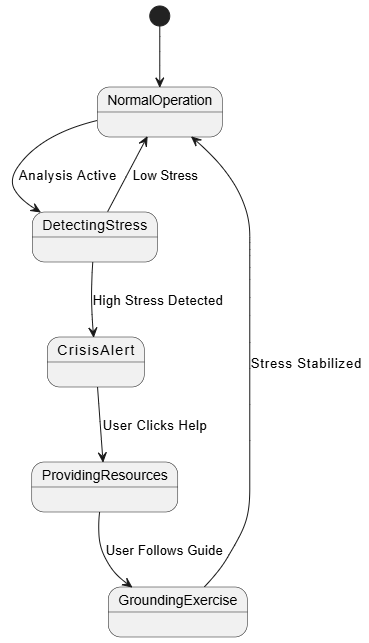 NormalOperation
Analysis Active
Low Stress
DetectingStress
High Stress Detected
CrisisAlert
Stress Stabilized
User Clicks Help
ProvidingResources
User Follows Guide
GroundingExercise